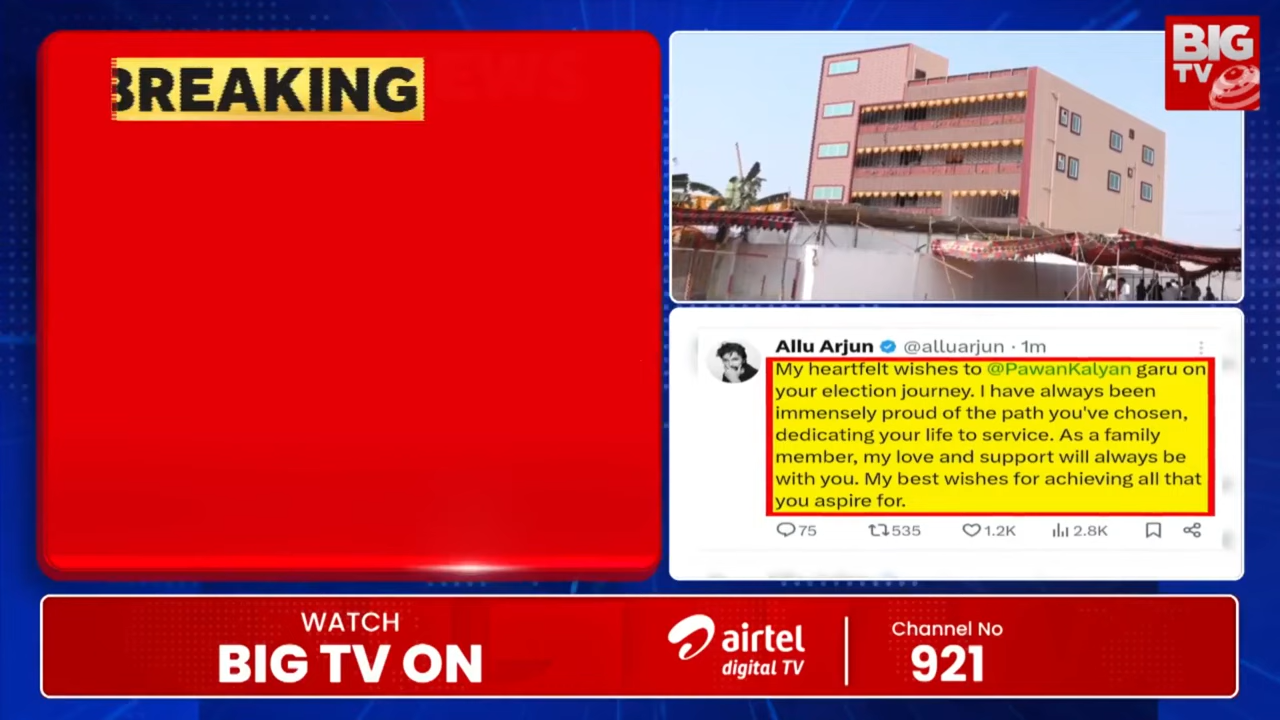 BREAKING
BIG
TV
Allu Arjun @alluarjun · 1m
My heartfelt wishes to @PawanKalyan garu on
your election journey. I have always been
immensely proud of the path you've chosen,
dedicating your life to service. As a family
member, my love and support will always be
with you. My best wishes for achieving all that
you aspire for.
75 535 1.2K 2.8K
WATCH
BIG TV ON
airtel
digital TV
Channel No
921